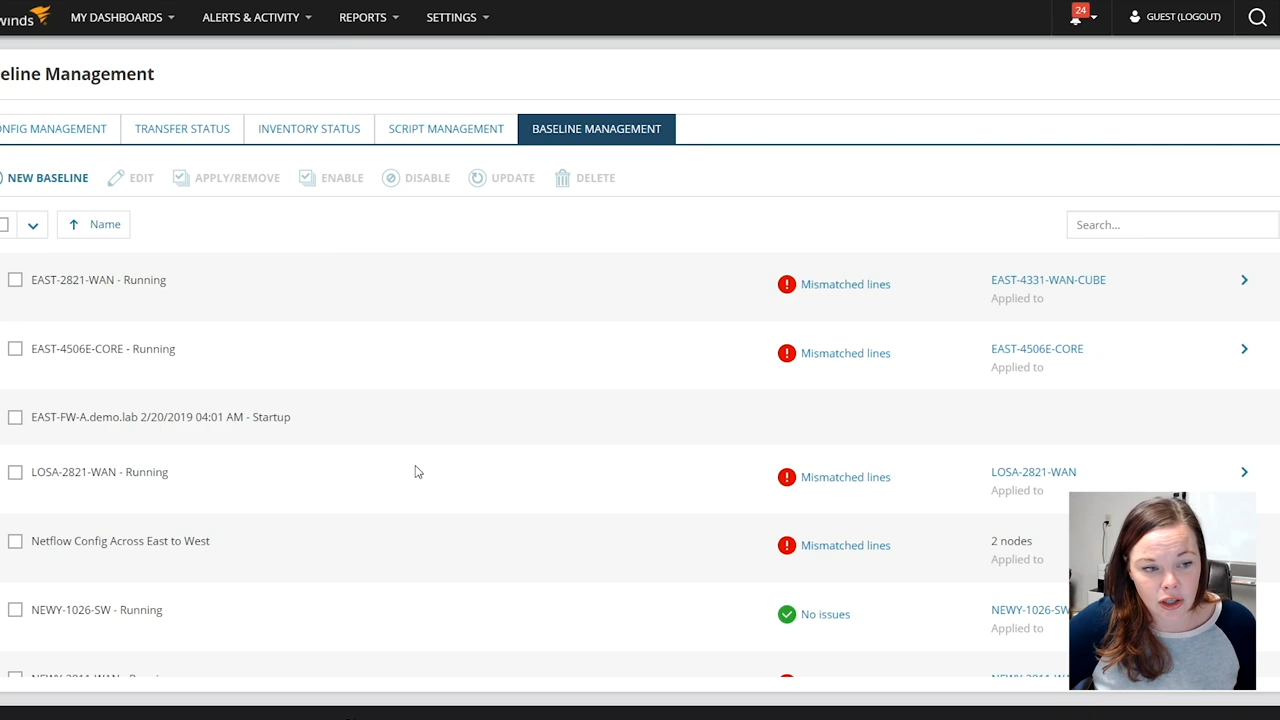 winds
MY DASHBOARDS
ALERTS & ACTIVITY
REPORTS
SETTINGS
24
GUEST (LOGOUT)
eline Management
ONFIG MANAGEMENT
TRANSFER STATUS
INVENTORY STATUS
SCRIPT MANAGEMENT
BASELINE MANAGEMENT
NEW BASELINE
EDIT
APPLY/REMOVE
ENABLE
DISABLE
UPDATE
DELETE
Name
Search...
EAST-2821-WAN - Running
Mismatched lines
EAST-4331-WAN-CUBE
Applied to
EAST-4506E-CORE - Running
Mismatched lines
EAST-4506E-CORE
Applied to
EAST-FW-A.demo.lab 2/20/2019 04:01 AM - Startup
LOSA-2821-WAN - Running
Mismatched lines
LOSA-2821-WAN
Applied to
Netflow Config Across East to West
Mismatched lines
2 nodes
Applied to
NEWY-1026-SW - Running
No issues
NEWY-1026-SW
Applied to